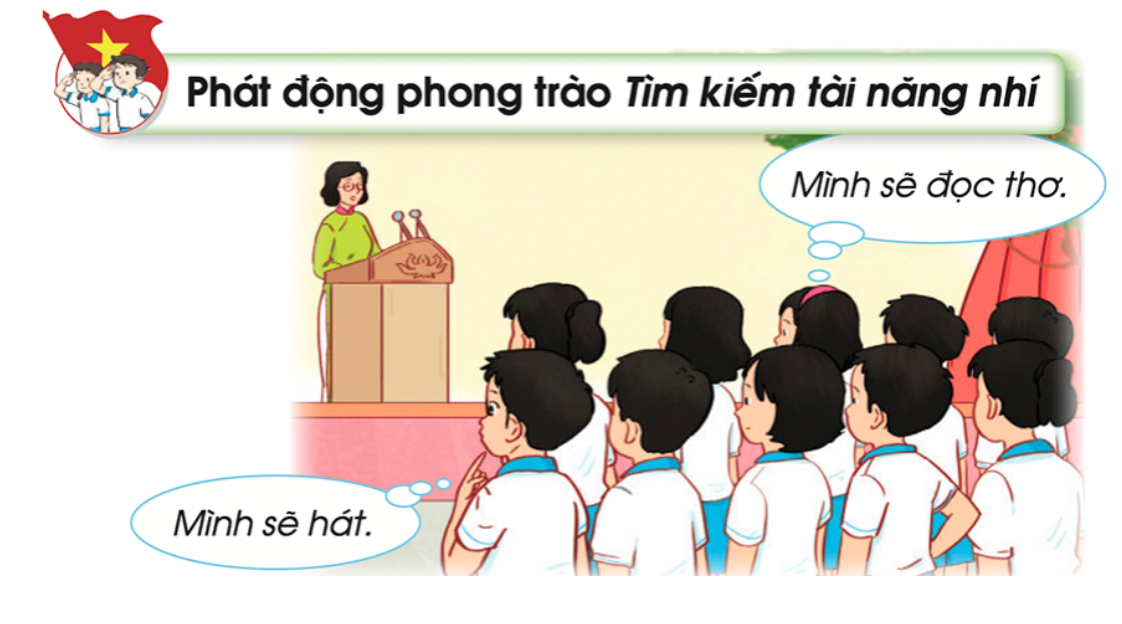 Phát động phong trào Tìm kiếm tài năng nhí
Mình sẽ đọc thơ.
Mình sẽ hát.